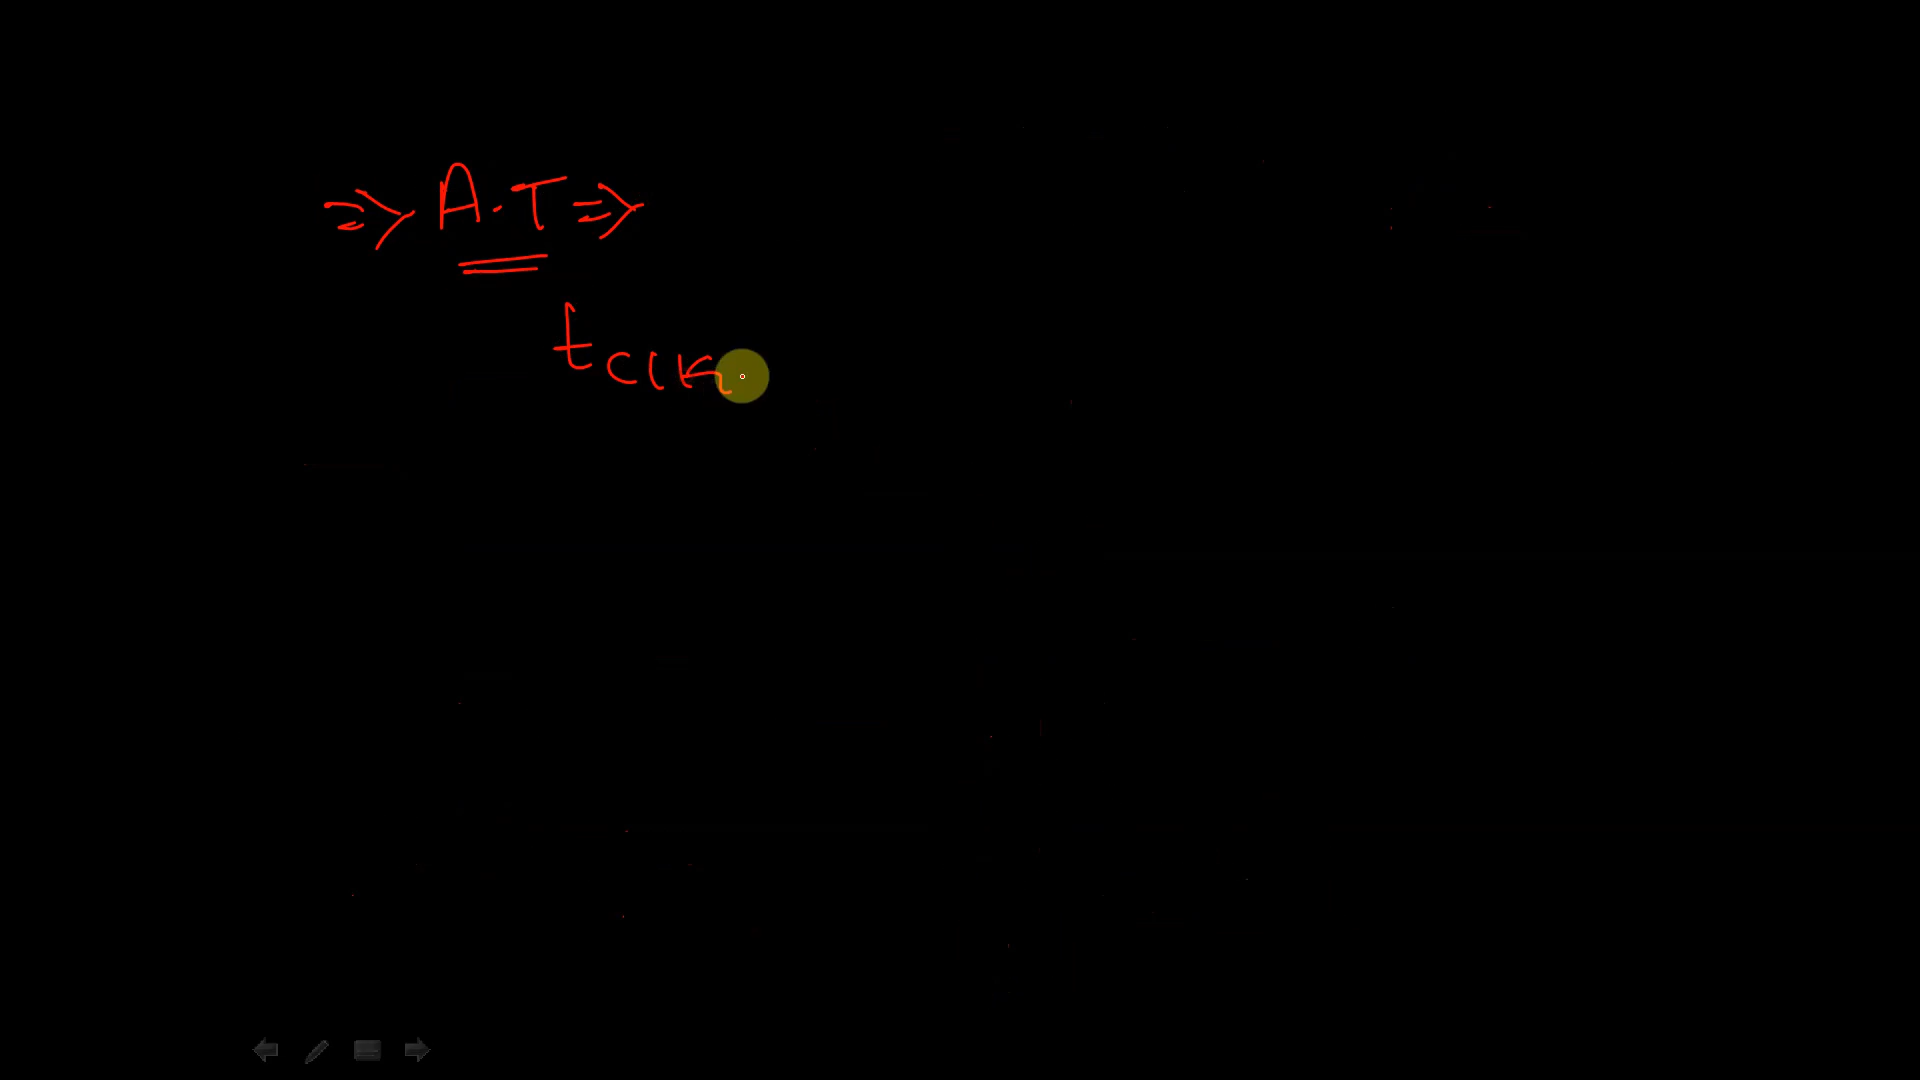 ⇒ A.T ⇒
tclk